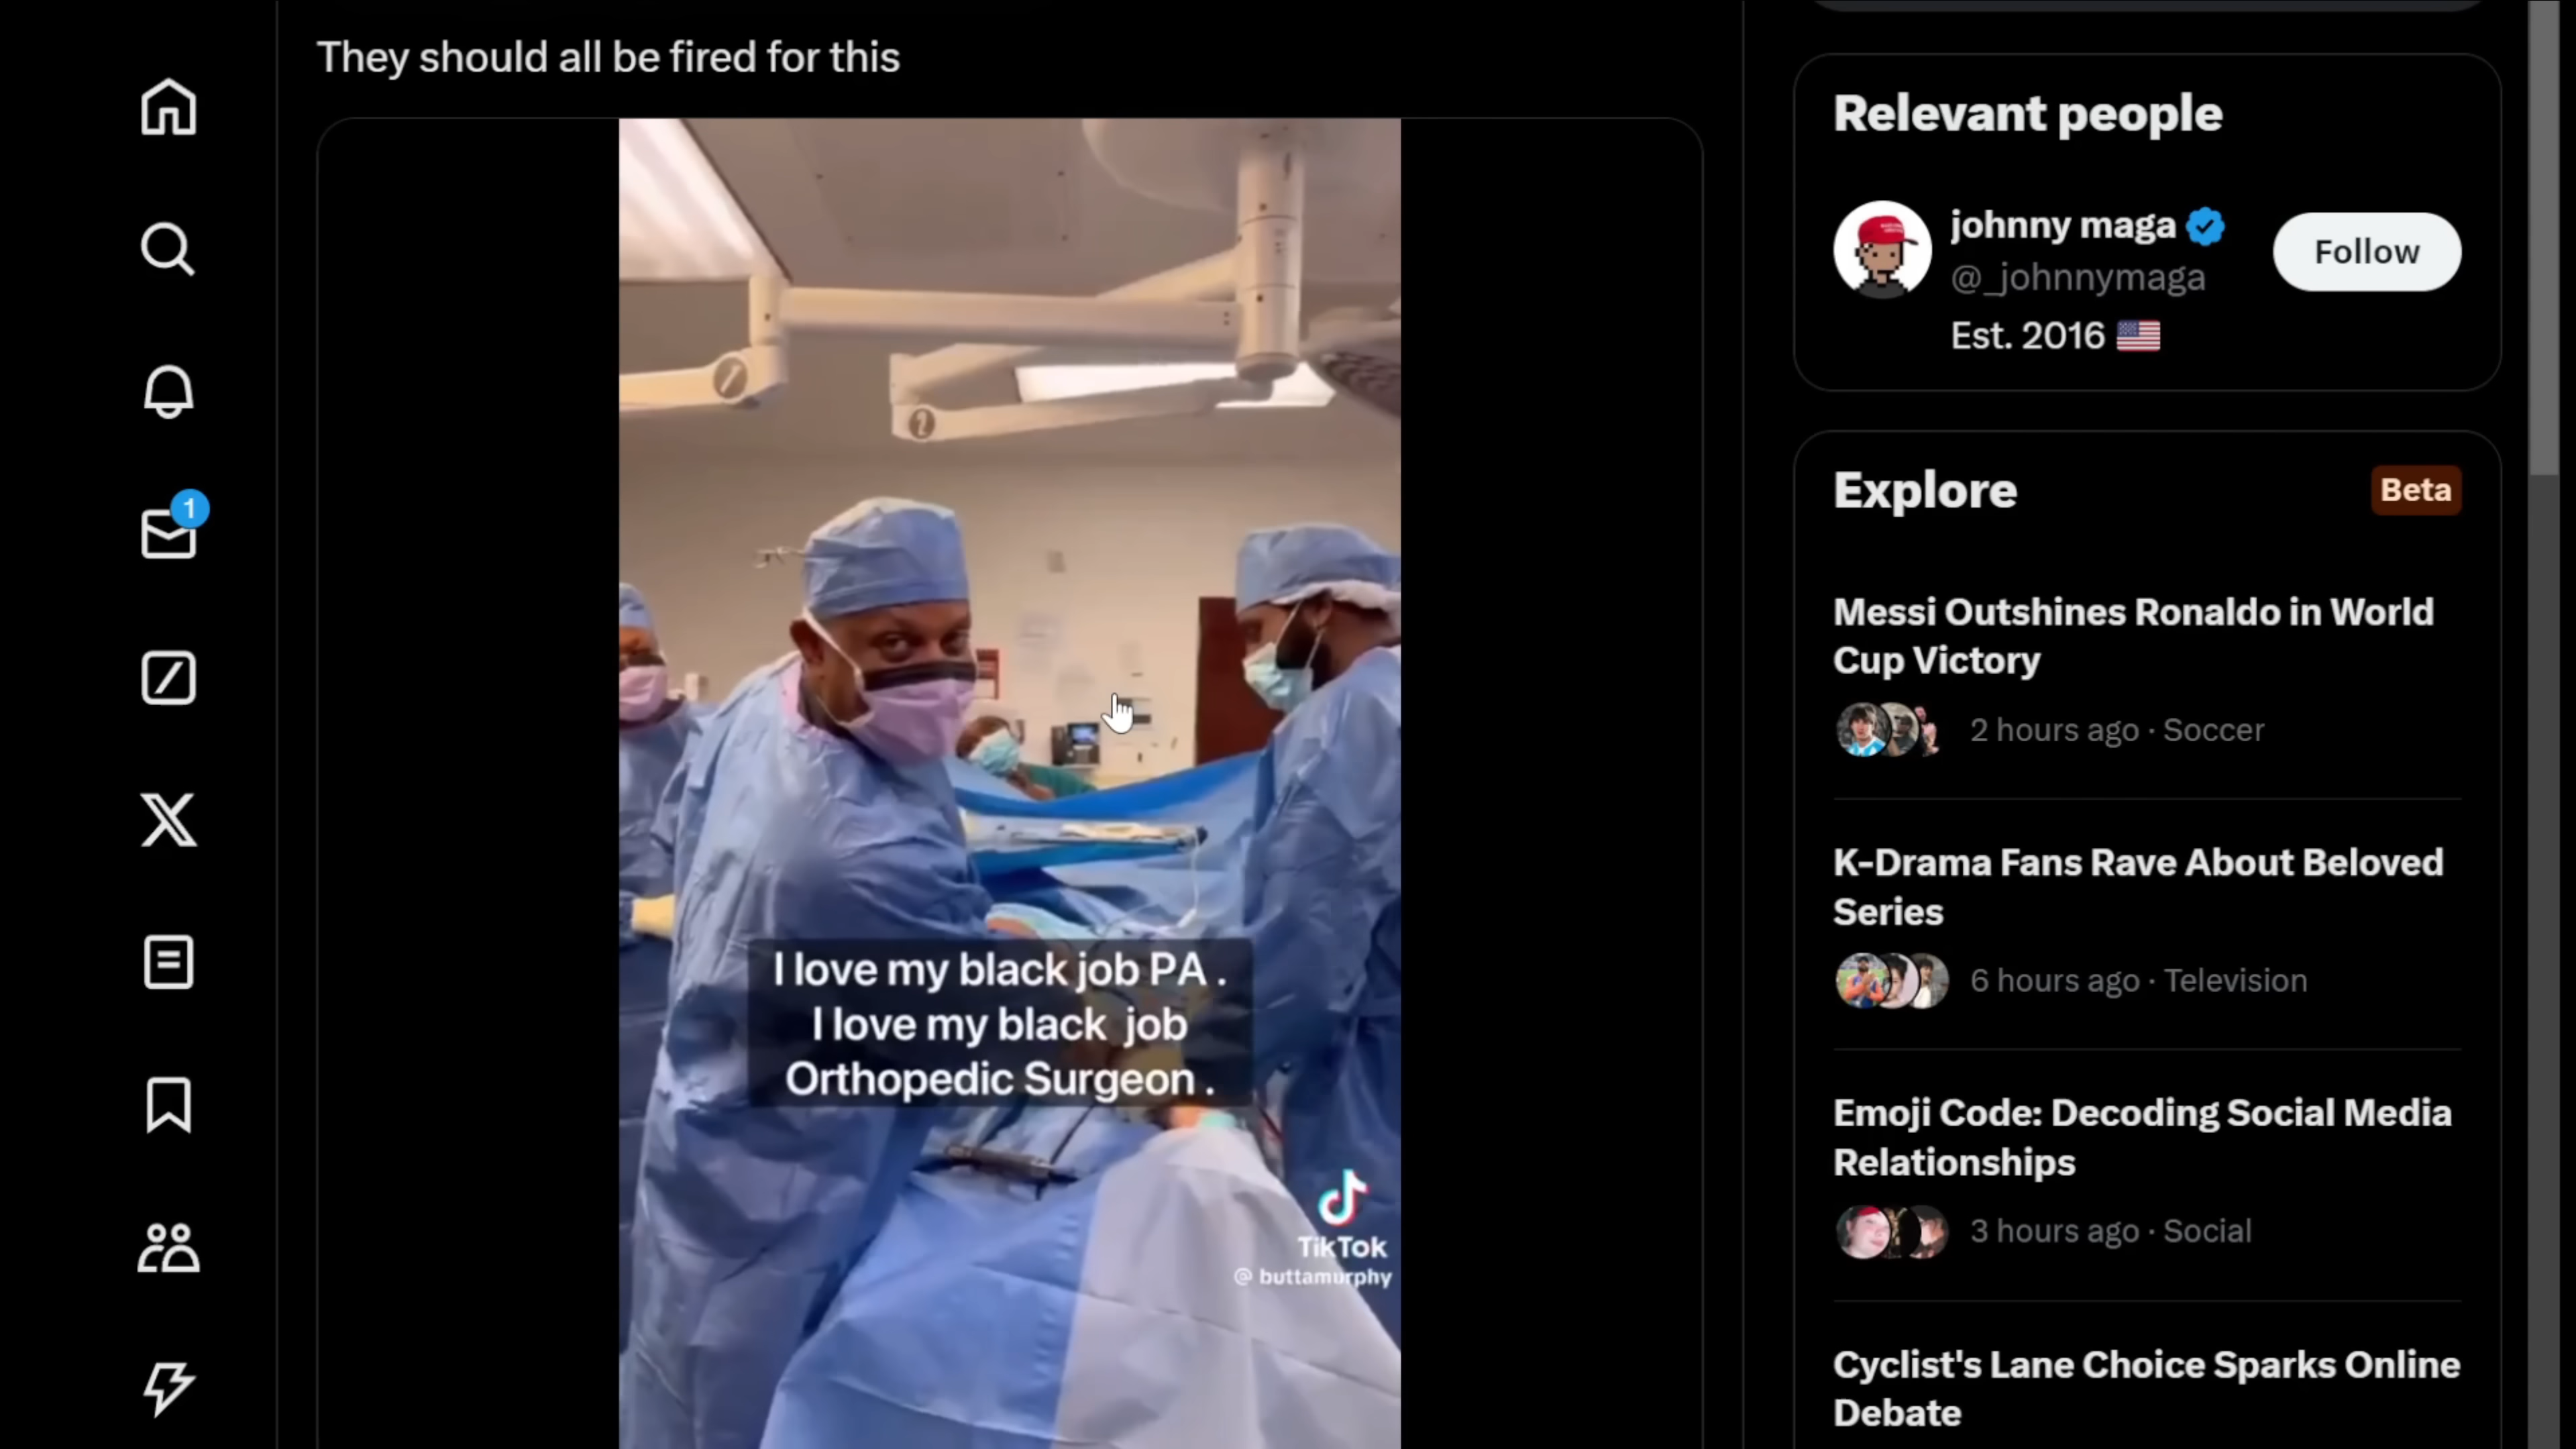 They should all be fired for this
I love my black job PA .
I love my black job
Orthopedic Surgeon .
TikTok
@ buttamurphy
1
Relevant people
johnny maga
@_johnnymaga
Follow
Est. 2016
Explore
Beta
Messi Outshines Ronaldo in World
Cup Victory
2 hours ago · Soccer
K-Drama Fans Rave About Beloved
Series
6 hours ago · Television
Emoji Code: Decoding Social Media
Relationships
3 hours ago · Social
Cyclist's Lane Choice Sparks Online
Debate